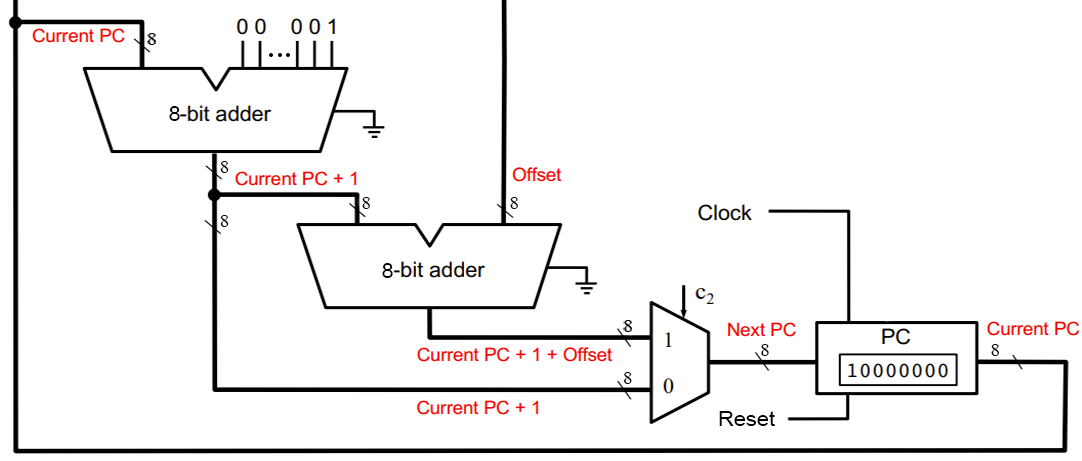 Current PC
8
0 0 ... 0 0 1
8-bit adder
8
Current PC + 1
8
8
Offset
8
8-bit adder
Clock
c2
8
1
Current PC + 1 + Offset
Next PC
8
PC
10000000
Current PC
8
8
0
Current PC + 1
Reset